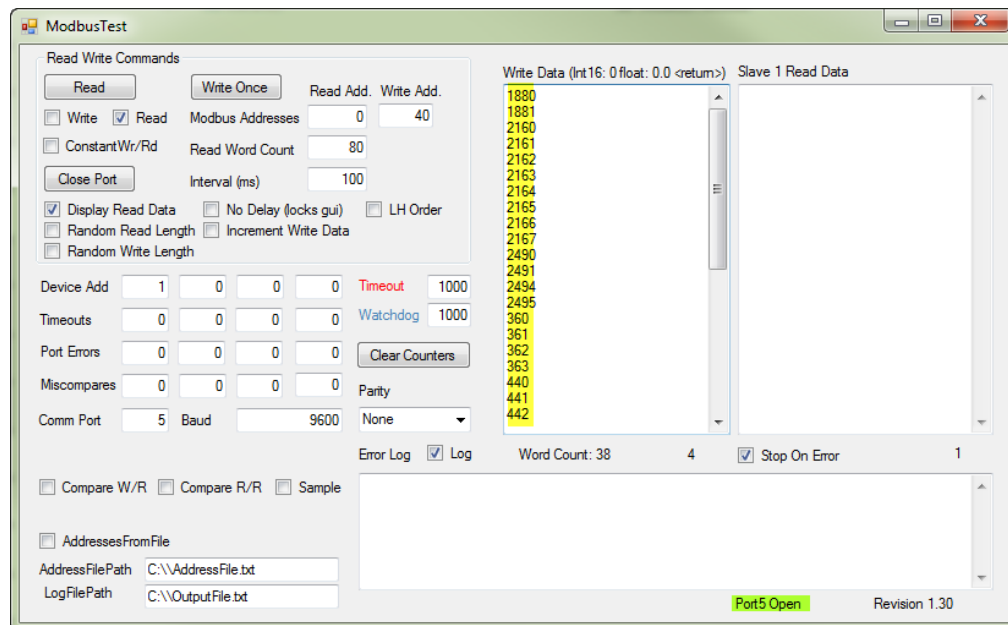 ModbusTest
Read Write Commands
Read
Write Once
Read Add. Write Add.
Write Read Modbus Addresses 0 40
ConstantWr/Rd Read Word Count 80
Close Port Interval (ms) 100
Display Read Data No Delay (locks gui) LH Order
Random Read Length Increment Write Data
Random Write Length
Device Add 1 0 0 0 Timeout 1000
Timeouts 0 0 0 0 Watchdog 1000
Port Errors 0 0 0 0 Clear Counters
Miscompares 0 0 0 0 Parity
Comm Port 5 Baud 9600 None
Error Log Log
Write Data (Int16: 0 float: 0.0 <return>) Slave 1 Read Data
1880
1881
2160
2161
2162
2163
2164
2165
2166
2167
2490
2491
2494
2495
360
361
362
363
440
441
442
Word Count: 38 4 Stop On Error 1
Compare W/R Compare R/R Sample
AddressesFromFile
AddressFilePath C:\\AddressFile.txt
LogFilePath C:\\OutputFile.txt
Port5 Open Revision 1.30